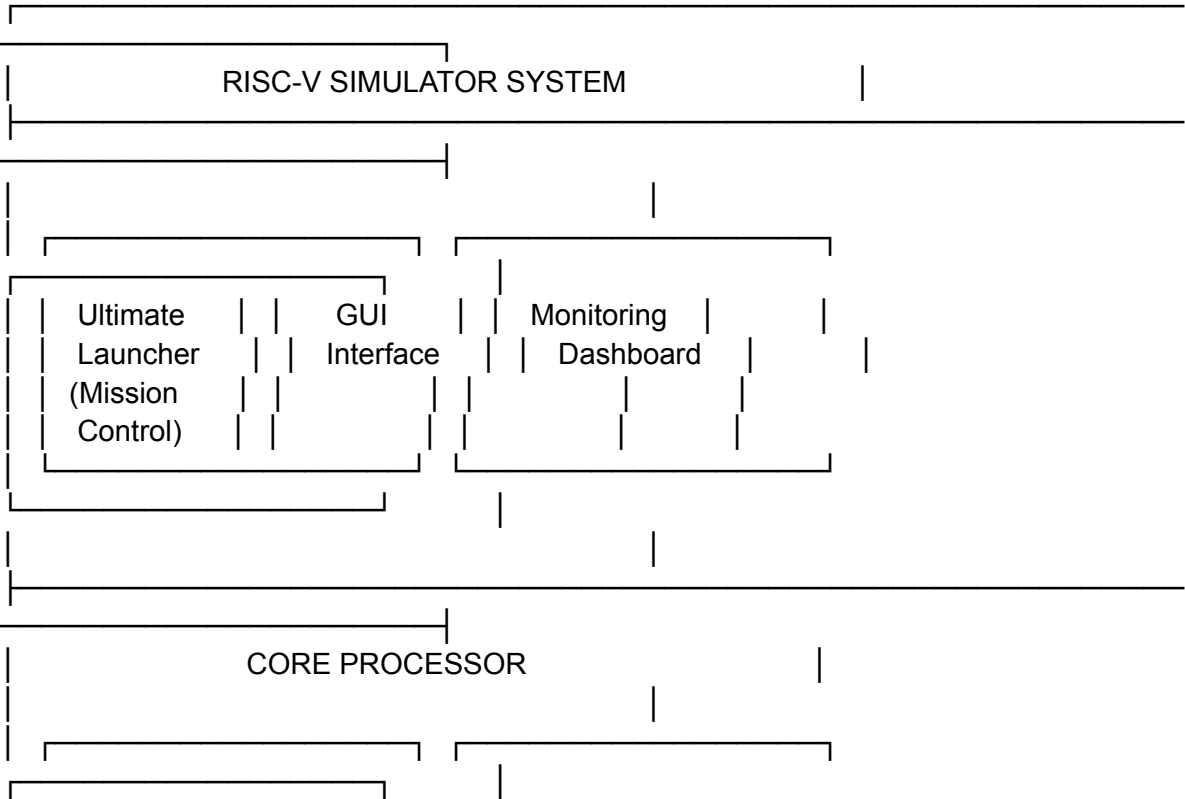 RISC-V SIMULATOR SYSTEM
Ultimate GUI Monitoring
Launcher Interface Dashboard
(Mission
Control)
CORE PROCESSOR